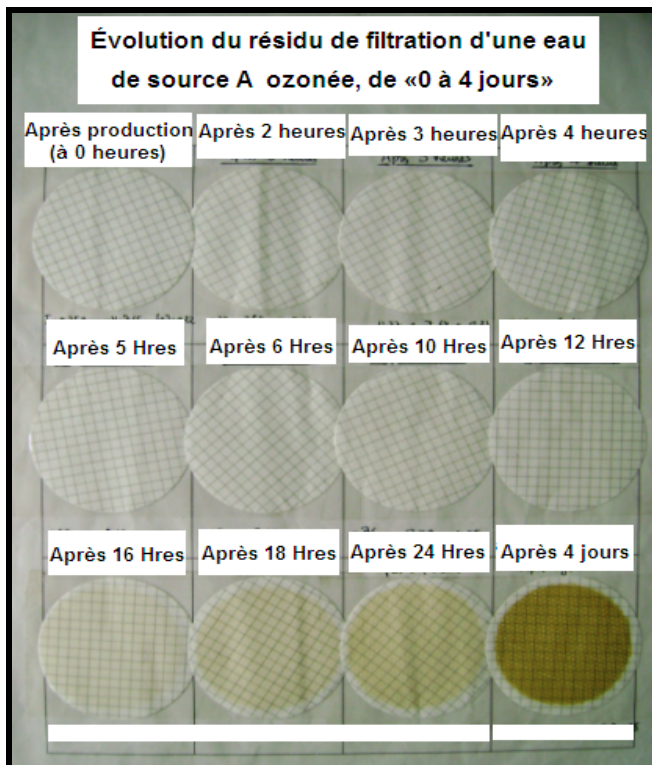 Évolution du résidu de filtration d'une eau
de source A ozonée, de «0 à 4 jours»
Après production
(à 0 heures)
Après 2 heures
Après 3 heures
Après 4 heures
Après 5 Hres
Après 6 Hres
Après 10 Hres
Après 12 Hres
Après 16 Hres
Après 18 Hres
Après 24 Hres
Après 4 jours